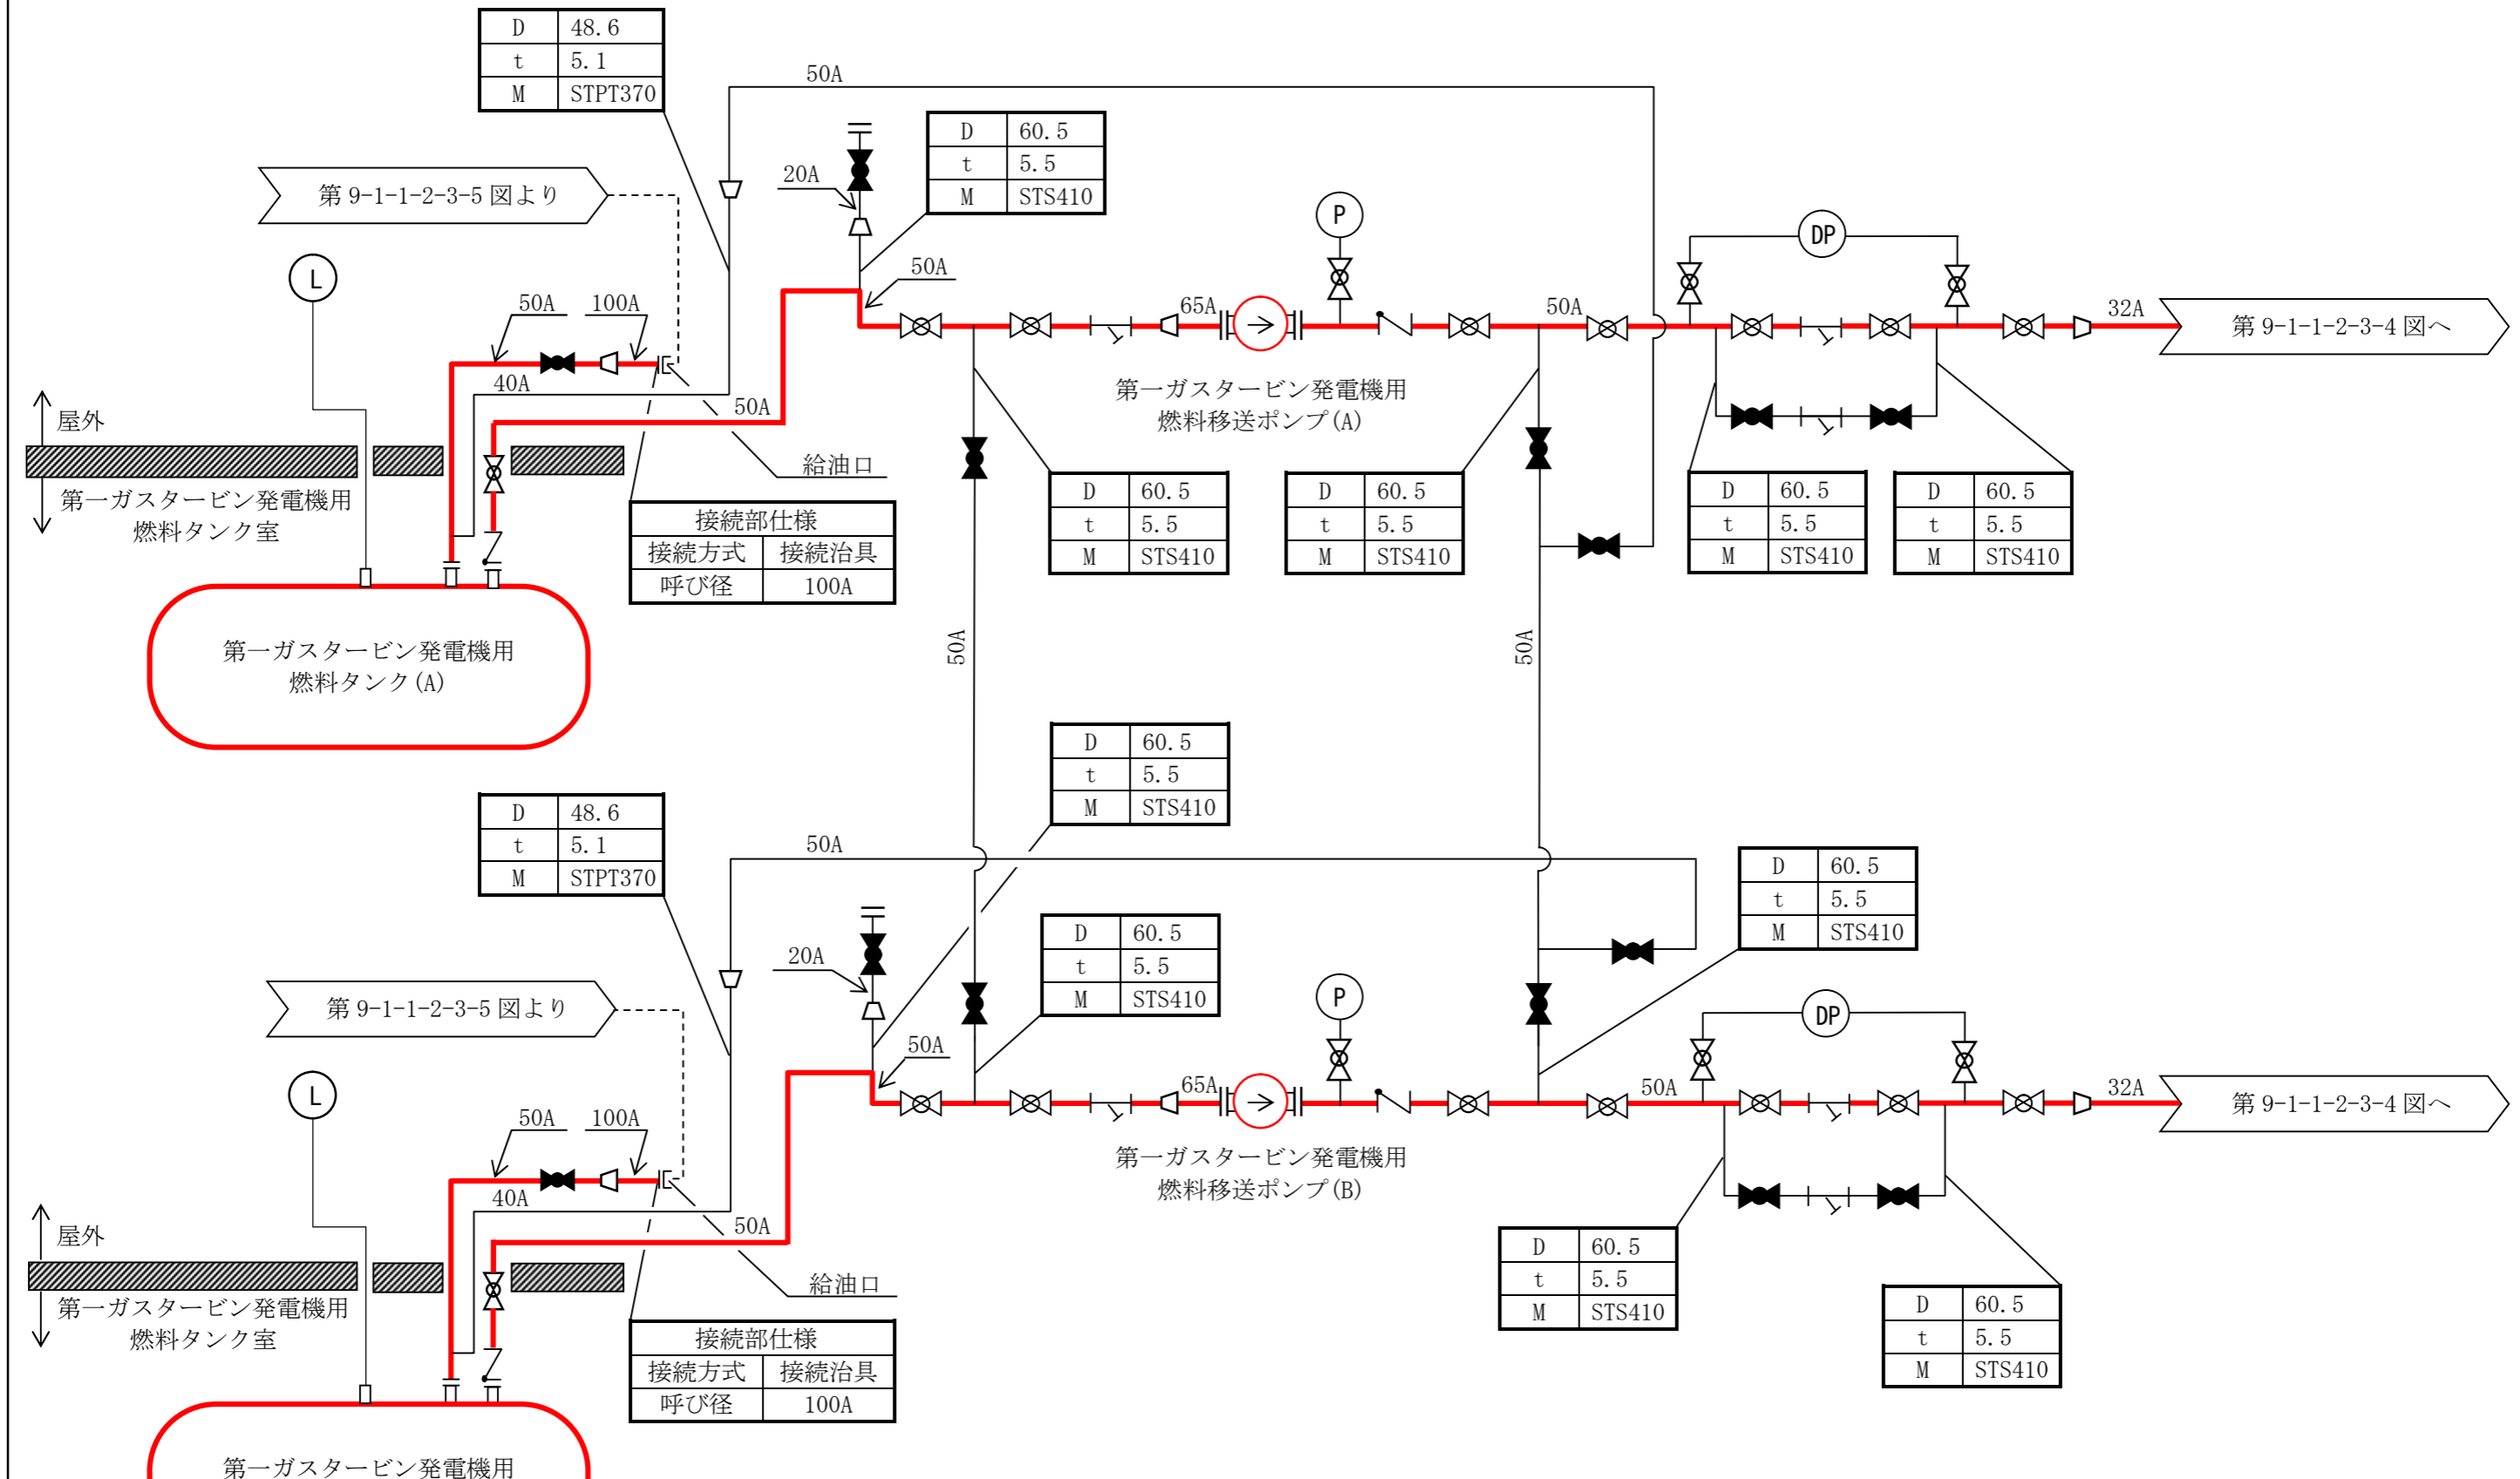 D 48.6
t 5.1
M STPT370
50A
D 60.5
t 5.5
M STS410
20A
第 9-1-1-2-3-5 図より
P
DP
L
50A
50A 100A
65A
50A
32A
第 9-1-1-2-3-4 図へ
40A
50A
第一ガスタービン発電機用
燃料移送ポンプ(A)
屋外
給油口
第一ガスタービン発電機用
燃料タンク室
接続部仕様
接続方式 接続治具
呼び径 100A
D 60.5
t 5.5
M STS410
D 60.5
t 5.5
M STS410
D 60.5
t 5.5
M STS410
D 60.5
t 5.5
M STS410
第一ガスタービン発電機用
燃料タンク(A)
50A
50A
D 60.5
t 5.5
M STS410
D 48.6
t 5.1
M STPT370
50A
D 60.5
t 5.5
M STS410
D 60.5
t 5.5
M STS410
20A
第 9-1-1-2-3-5 図より
P
DP
L
50A
50A 100A
65A
50A
32A
第 9-1-1-2-3-4 図へ
40A
50A
第一ガスタービン発電機用
燃料移送ポンプ(B)
屋外
給油口
第一ガスタービン発電機用
燃料タンク室
接続部仕様
接続方式 接続治具
呼び径 100A
D 60.5
t 5.5
M STS410
D 60.5
t 5.5
M STS410
第一ガスタービン発電機用